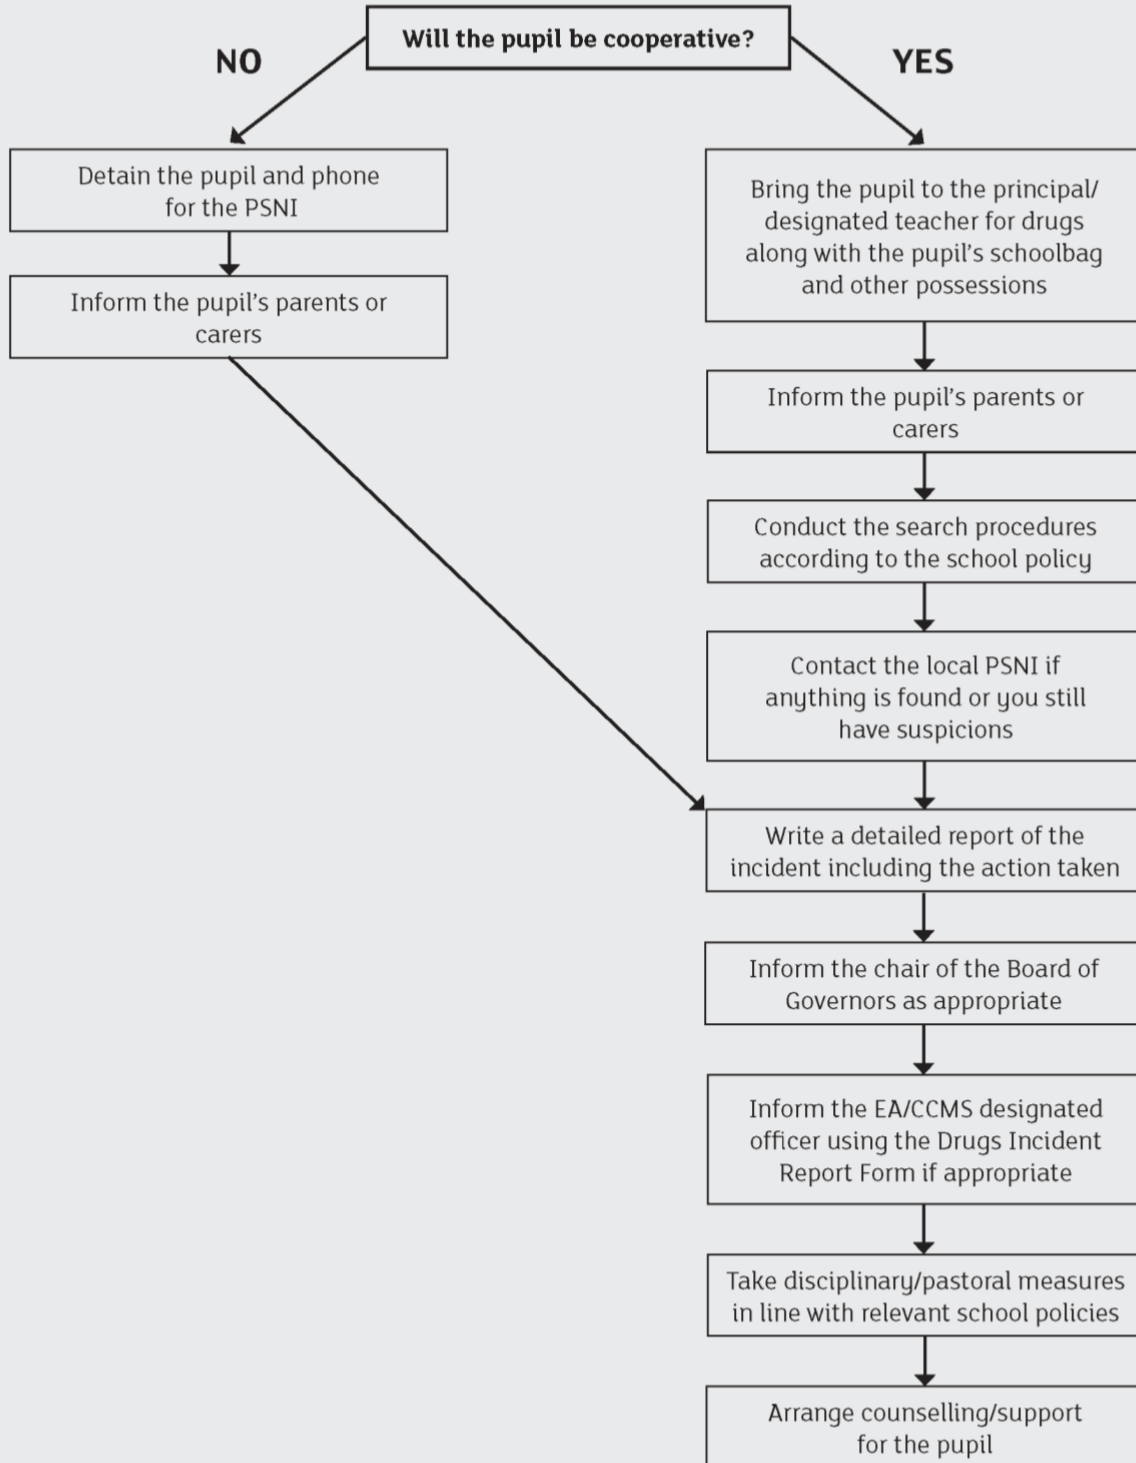 Will the pupil be cooperative?
NO
YES
Detain the pupil and phone
for the PSNI
Inform the pupil's parents or
carers
Bring the pupil to the principal/
designated teacher for drugs
along with the pupil's schoolbag
and other possessions
Inform the pupil's parents or
carers
Conduct the search procedures
according to the school policy
Contact the local PSNI if
anything is found or you still
have suspicions
Write a detailed report of the
incident including the action taken
Inform the chair of the Board of
Governors as appropriate
Inform the EA/CCMS designated
officer using the Drugs Incident
Report Form if appropriate
Take disciplinary/pastoral measures
in line with relevant school policies
Arrange counselling/support
for the pupil